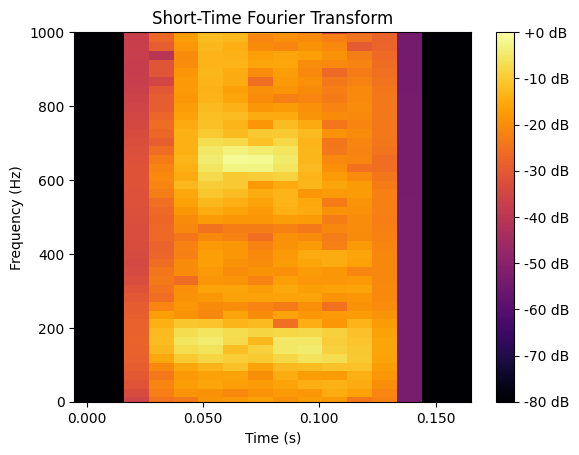 Short-Time Fourier Transform
1000
800
600
400
200
0
Frequency (Hz)
0.000
0.050
0.100
0.150
Time (s)
+0 dB
-10 dB
-20 dB
-30 dB
-40 dB
-50 dB
-60 dB
-70 dB
-80 dB